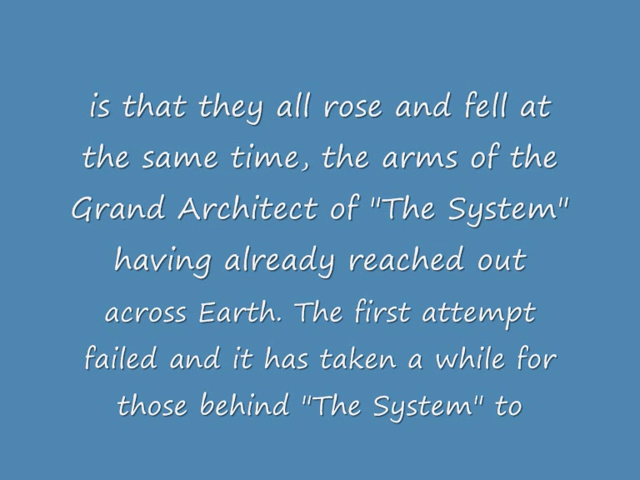 is that they all rose and fell at
the same time, the arms of the
Grand Architect of "The System"
having already reached out
across Earth. The first attempt
failed and it has taken a while for
those behind "The System" to